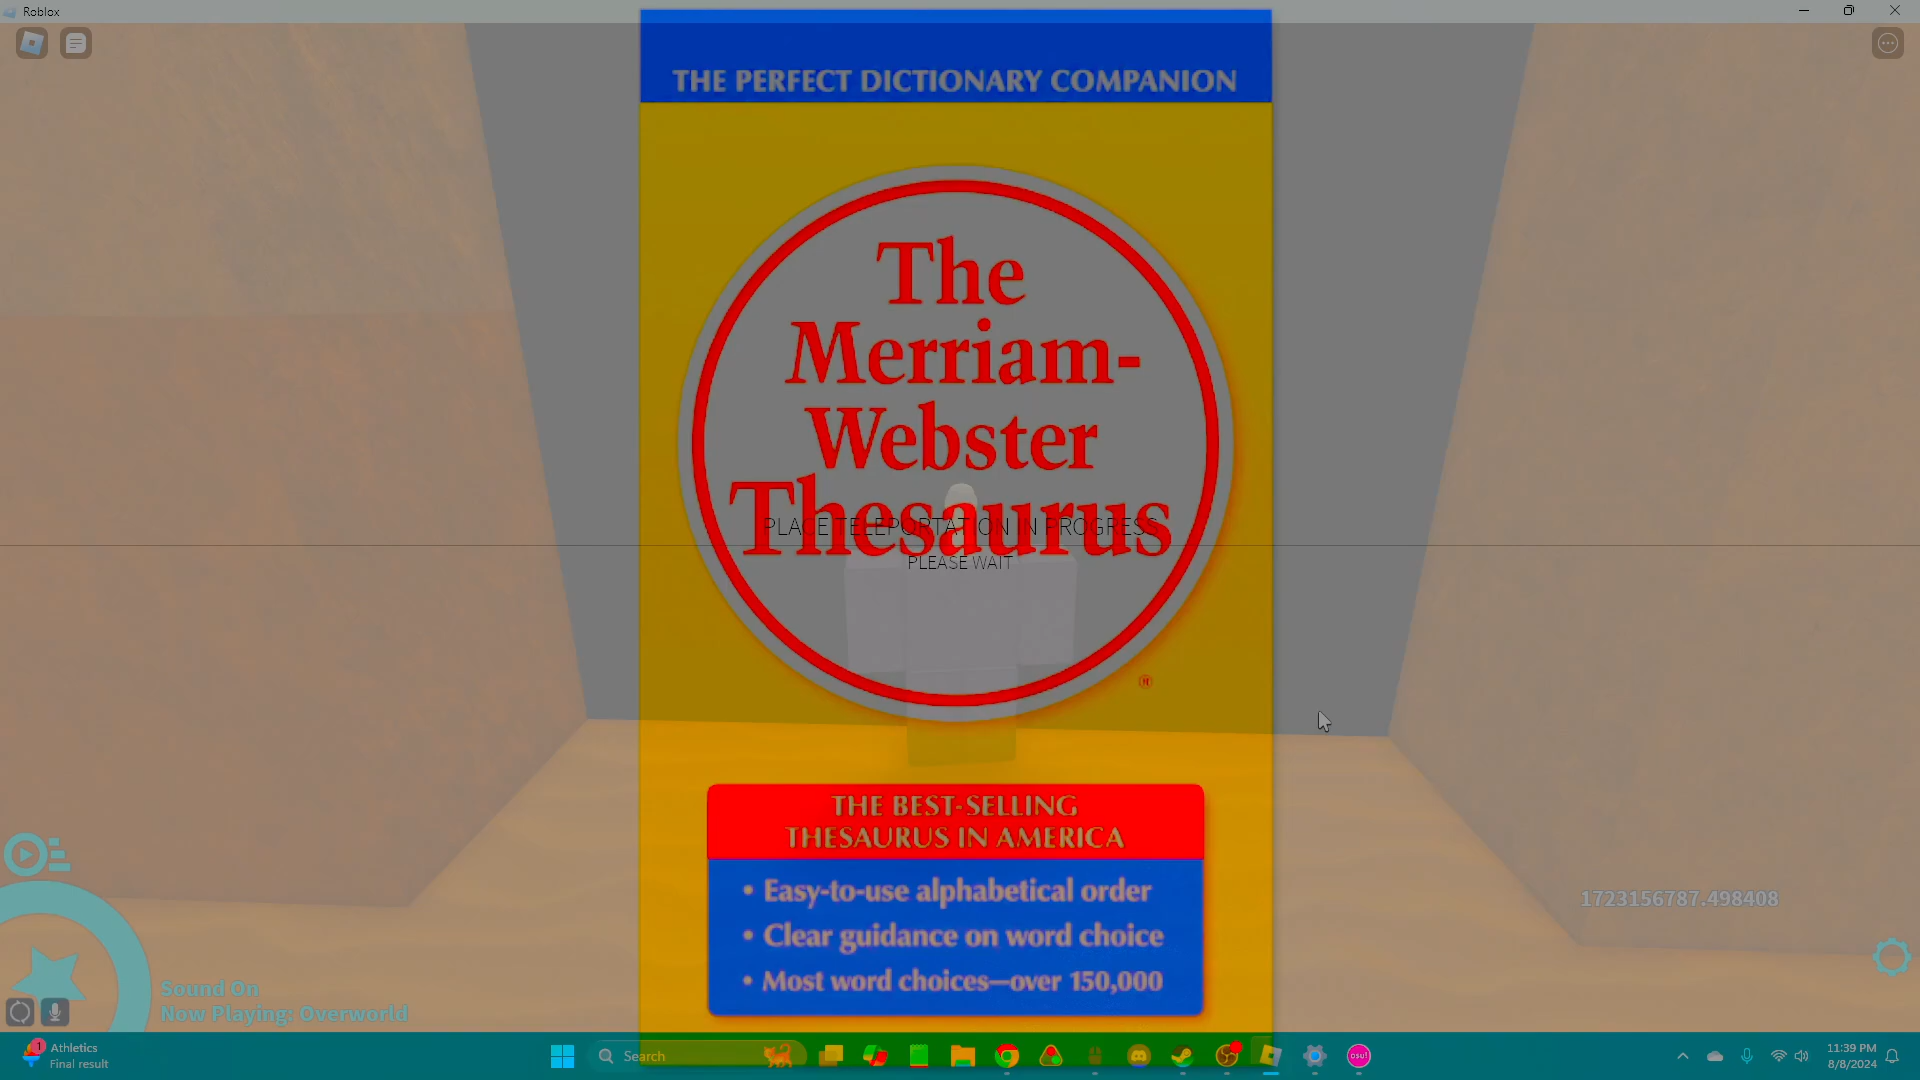 Roblox
THE PERFECT DICTIONARY COMPANION
The
Merriam-
Webster
Thesaurus
®
PLACE TELEPORTATION IN PROGRESS
PLEASE WAIT
THE BEST-SELLING
THESAURUS IN AMERICA
• Easy-to-use alphabetical order
• Clear guidance on word choice
• Most word choices—over 150,000
1723156787.498408
Sound On
Now Playing: Overworld
1
Athletics
Final result
Search
osu!
11:39 PM
8/8/2024